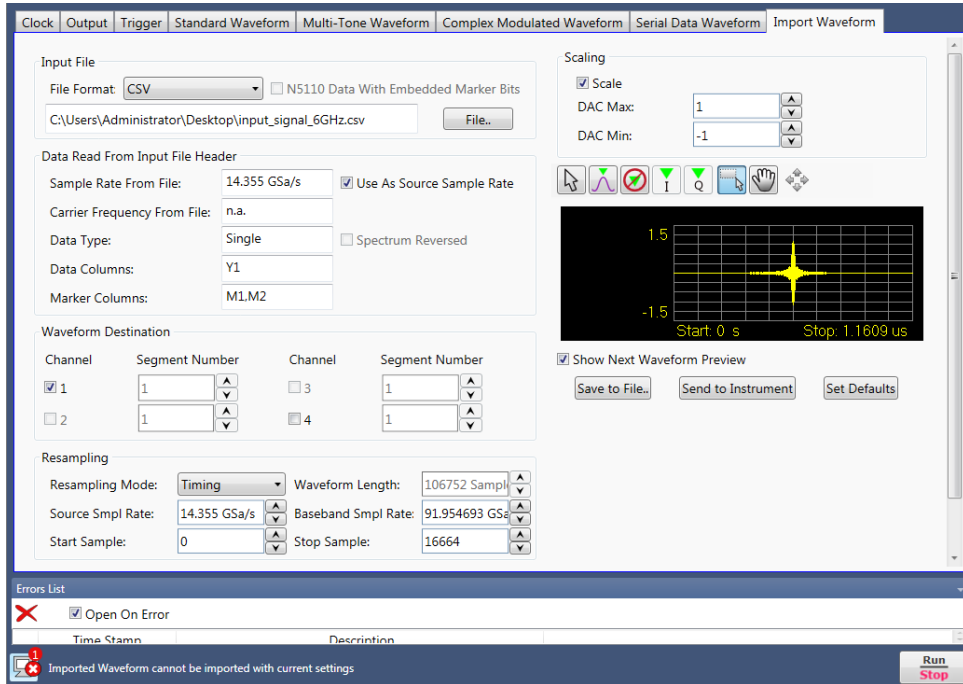 Clock Output Trigger Standard Waveform Multi-Tone Waveform Complex Modulated Waveform Serial Data Waveform Import Waveform
Input File
File Format: CSV N5110 Data With Embedded Marker Bits
C:\Users\Administrator\Desktop\input_signal_6GHz.csv File..
Data Read From Input File Header
Sample Rate From File: 14.355 GSa/s Use As Source Sample Rate
Carrier Frequency From File: n.a.
Data Type: Single Spectrum Reversed
Data Columns: Y1
Marker Columns: M1,M2
Waveform Destination
Channel Segment Number Channel Segment Number
1 1 3 1
2 1 4 1
Resampling
Resampling Mode: Timing Waveform Length: 106752 Sampl
Source Smpl Rate: 14.355 GSa/s Baseband Smpl Rate: 91.954693 GSa
Start Sample: 0 Stop Sample: 16664
Scaling
Scale
DAC Max: 1
DAC Min: -1
I Q
1.5
-1.5
Start: 0 s Stop: 1.1609 us
Show Next Waveform Preview
Save to File.. Send to Instrument Set Defaults
Errors List
Open On Error
Time Stamp Description
1
Imported Waveform cannot be imported with current settings
Run
Stop